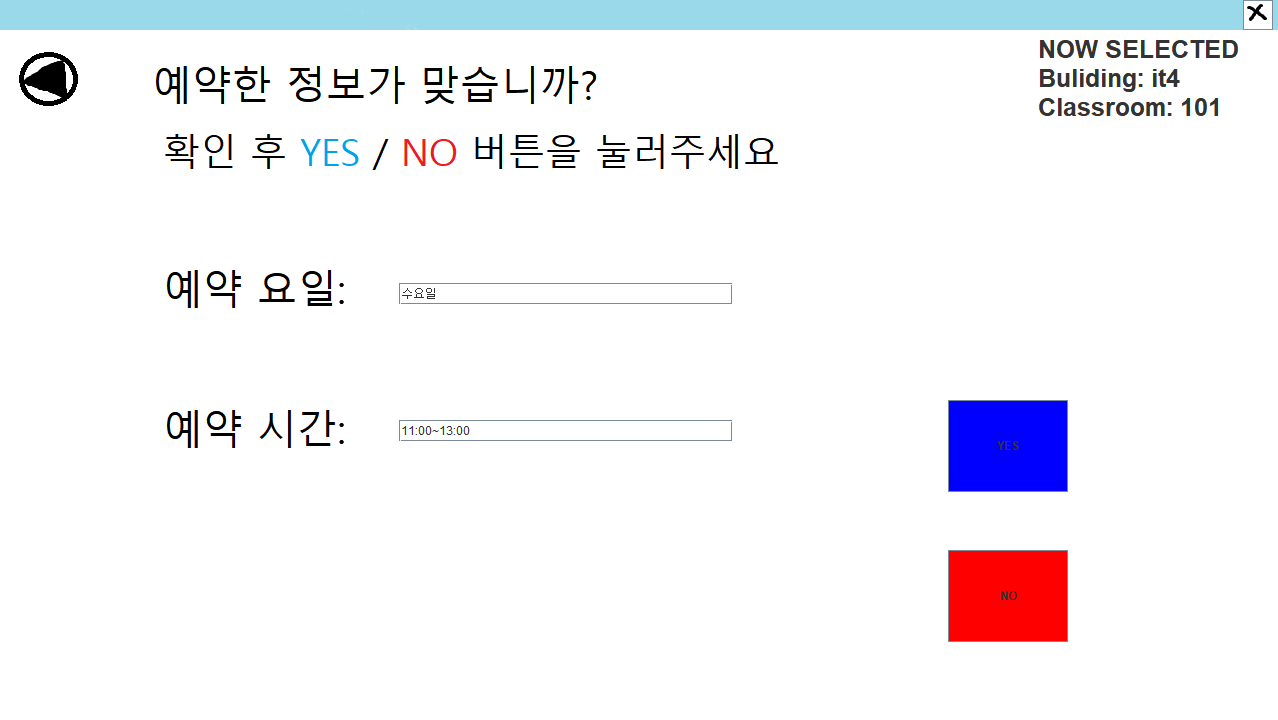 NOW SELECTED
Buliding: it4
Classroom: 101
예약한 정보가 맞습니까?
확인 후 YES / NO 버튼을 눌러주세요
예약 요일: 수요일
예약 시간: 11:00~13:00
YES
NO